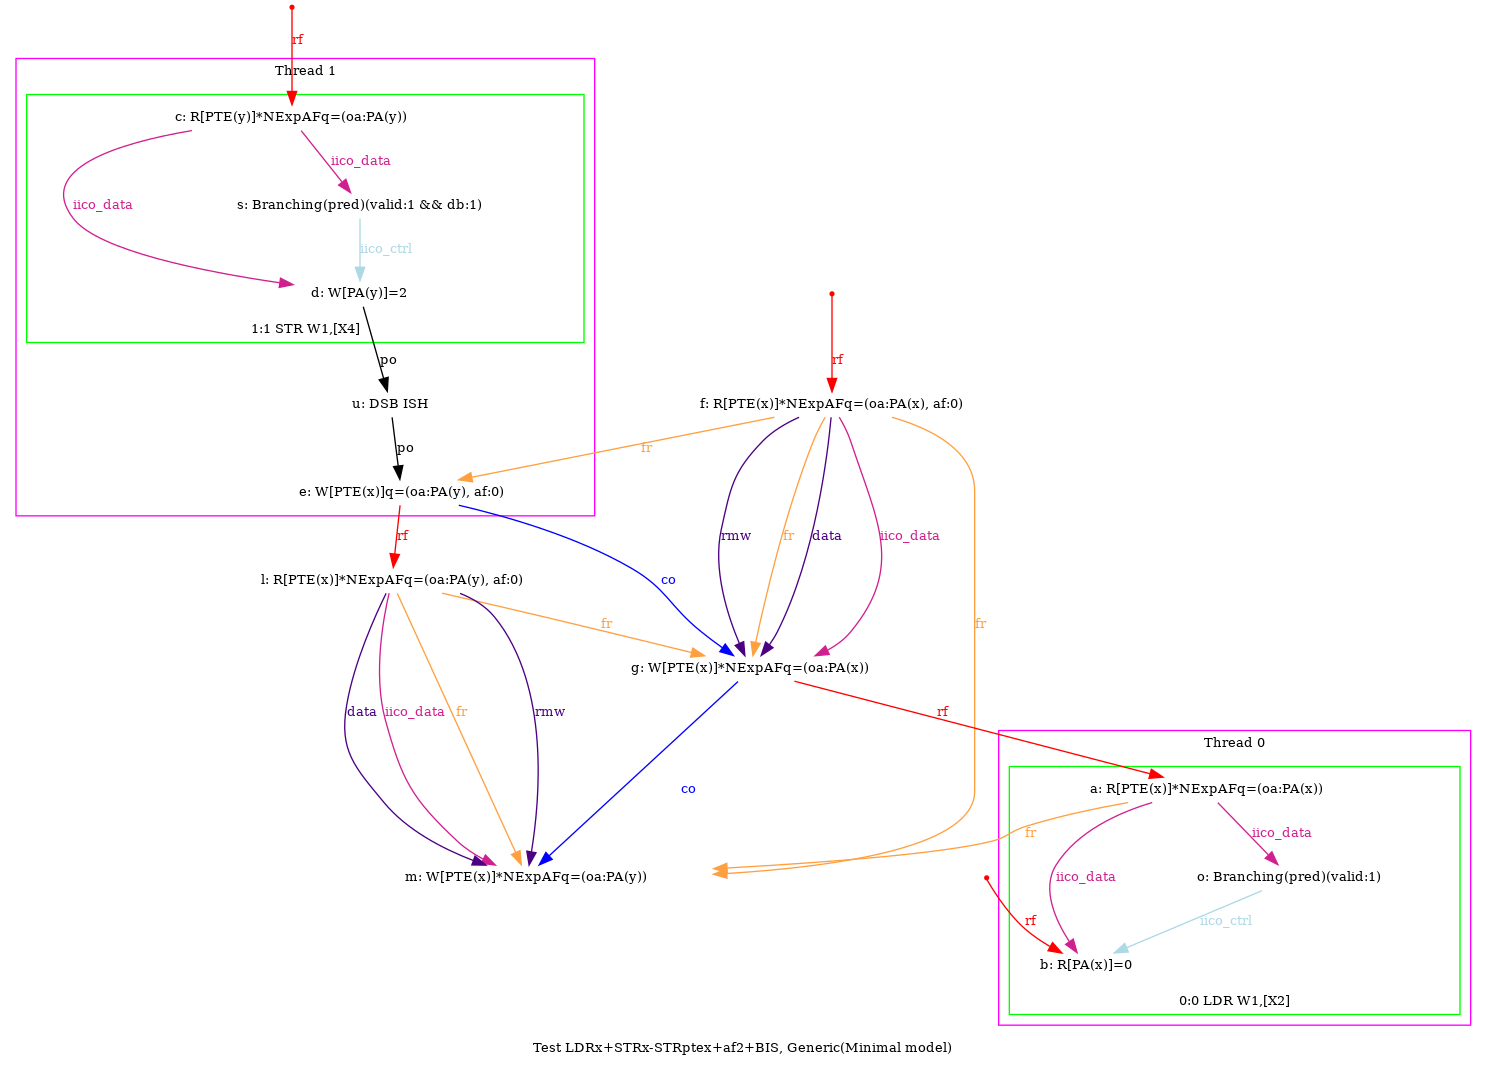 rf
Thread 1
c: R[PTE(y)]*NExpAFq=(oa:PA(y))
iico_data
iico_data
s: Branching(pred)(valid:1 && db:1)
iico_ctrl
d: W[PA(y)]=2
1:1 STR W1,[X4]
po
rf
u: DSB ISH
f: R[PTE(x)]*NExpAFq=(oa:PA(x), af:0)
po
fr
e: W[PTE(x)]q=(oa:PA(y), af:0)
rf
rmw
fr
data
iico_data
co
l: R[PTE(x)]*NExpAFq=(oa:PA(y), af:0)
fr
fr
g: W[PTE(x)]*NExpAFq=(oa:PA(x))
data
iico_data
fr
rmw
rf
Thread 0
co
a: R[PTE(x)]*NExpAFq=(oa:PA(x))
fr
iico_data
m: W[PTE(x)]*NExpAFq=(oa:PA(y))
iico_data
o: Branching(pred)(valid:1)
rf
iico_ctrl
b: R[PA(x)]=0
0:0 LDR W1,[X2]
Test LDRx+STRx-STRptex+af2+BIS, Generic(Minimal model)